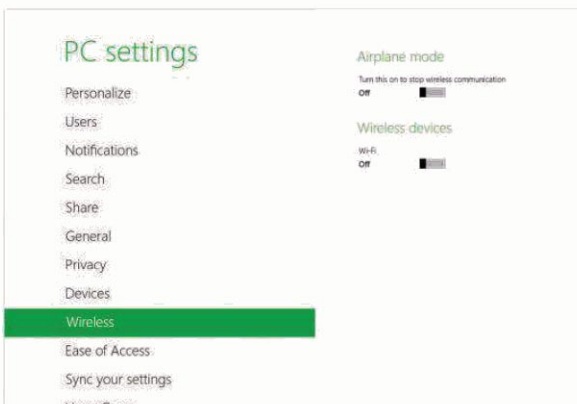 PC settings
Personalize
Users
Notifications
Search
Share
General
Privacy
Devices
Wireless
Ease of Access
Sync your settings
Airplane mode
Turn this on to stop wireless communication
Off
Wireless devices
Wi-Fi
Off